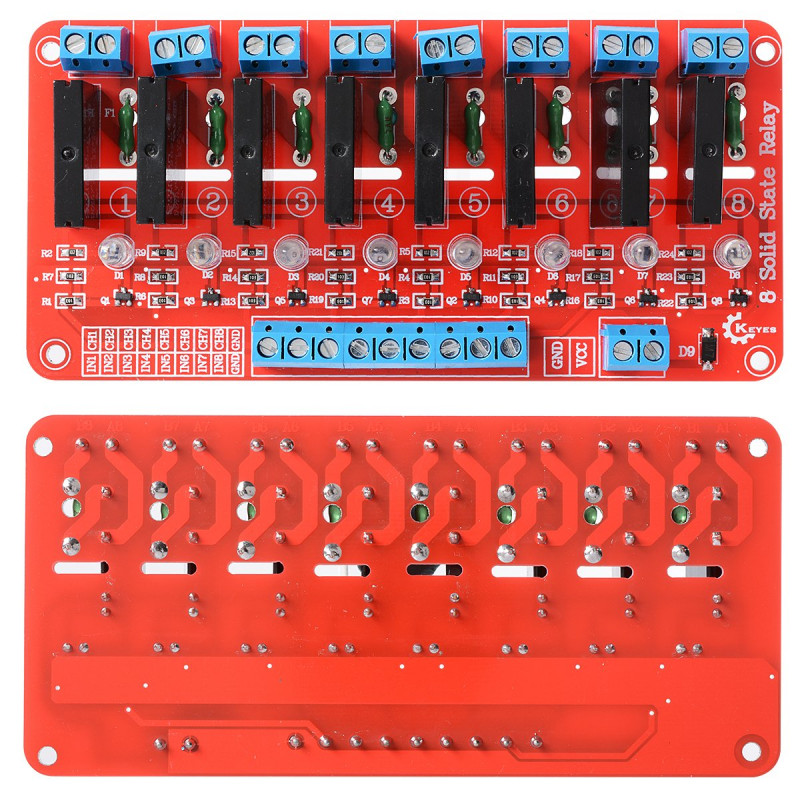 F1
1 2 3 4 5 6 7 8
8 Solid State Relay
R2 R9 R15 R21 R5 R12 R18 R24
D1 D2 D3 D4 D5 D6 D7 D8
R7 R8 R14 R20 R4 R11 R17 R23
R1 Q1 R6 Q3 R13 Q5 R19 Q7 R3 Q2 R10 Q4 R16 Q6 R22 Q8
IN1 CH1
IN2 CH2
IN3 CH3
IN4 CH4
IN5 CH5
IN6 CH6
IN7 CH7
IN8 CH8
GND GND
GND
VCC
D9
KEYES